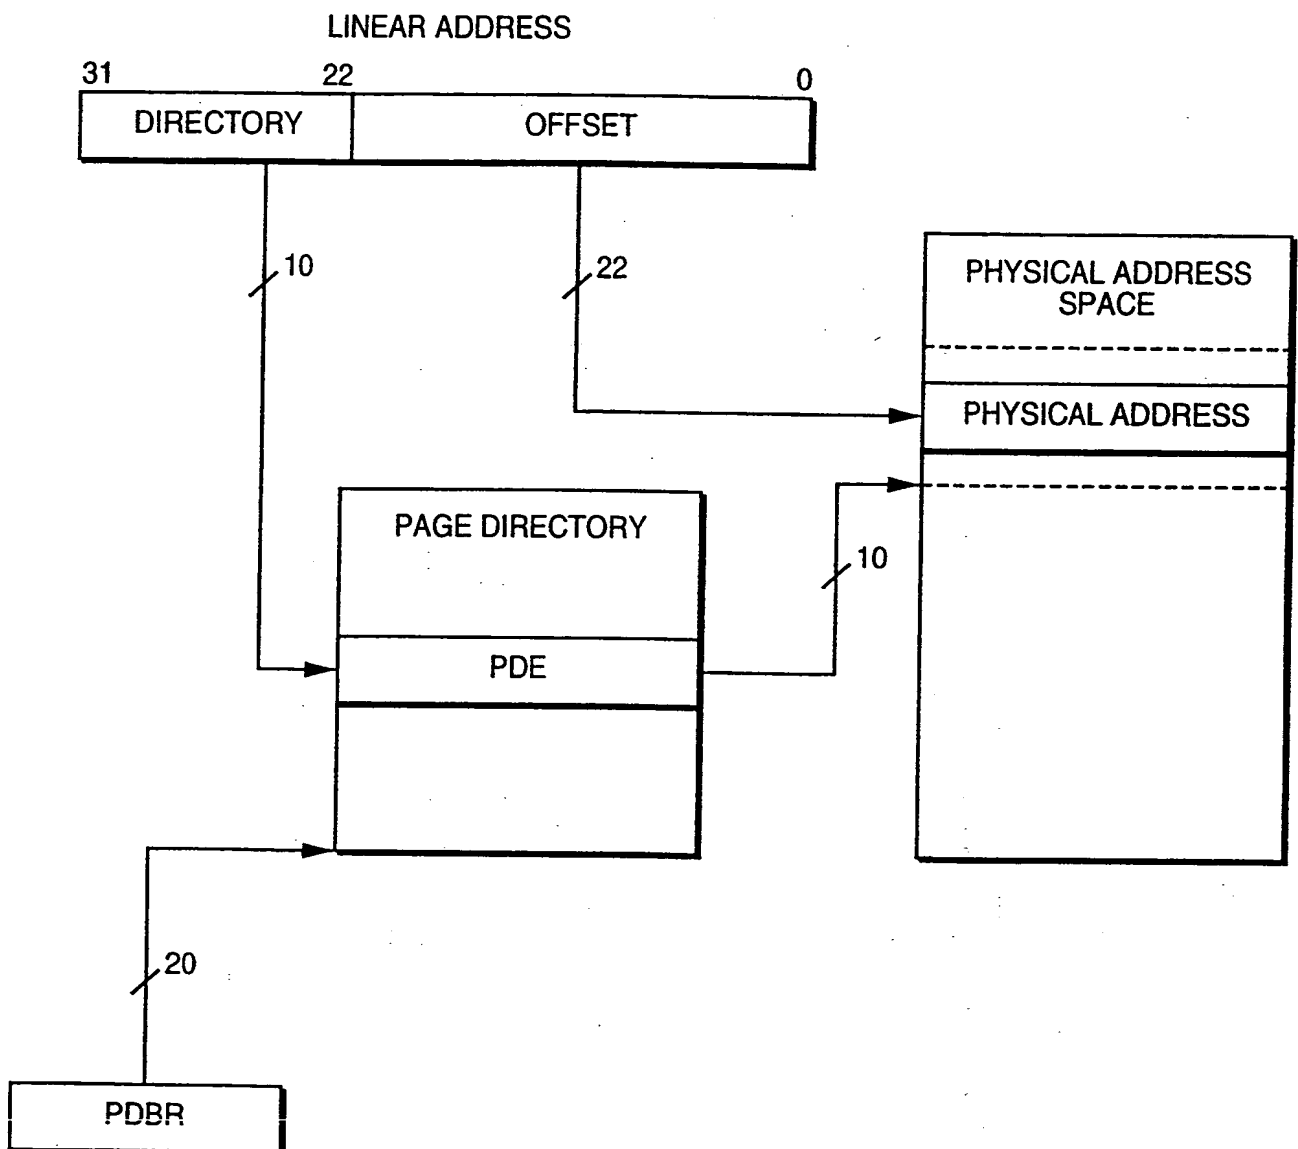 LINEAR ADDRESS
31 22 0
DIRECTORY OFFSET
10
22
PHYSICAL ADDRESS
SPACE
PHYSICAL ADDRESS
PAGE DIRECTORY
10
PDE
20
PDBR